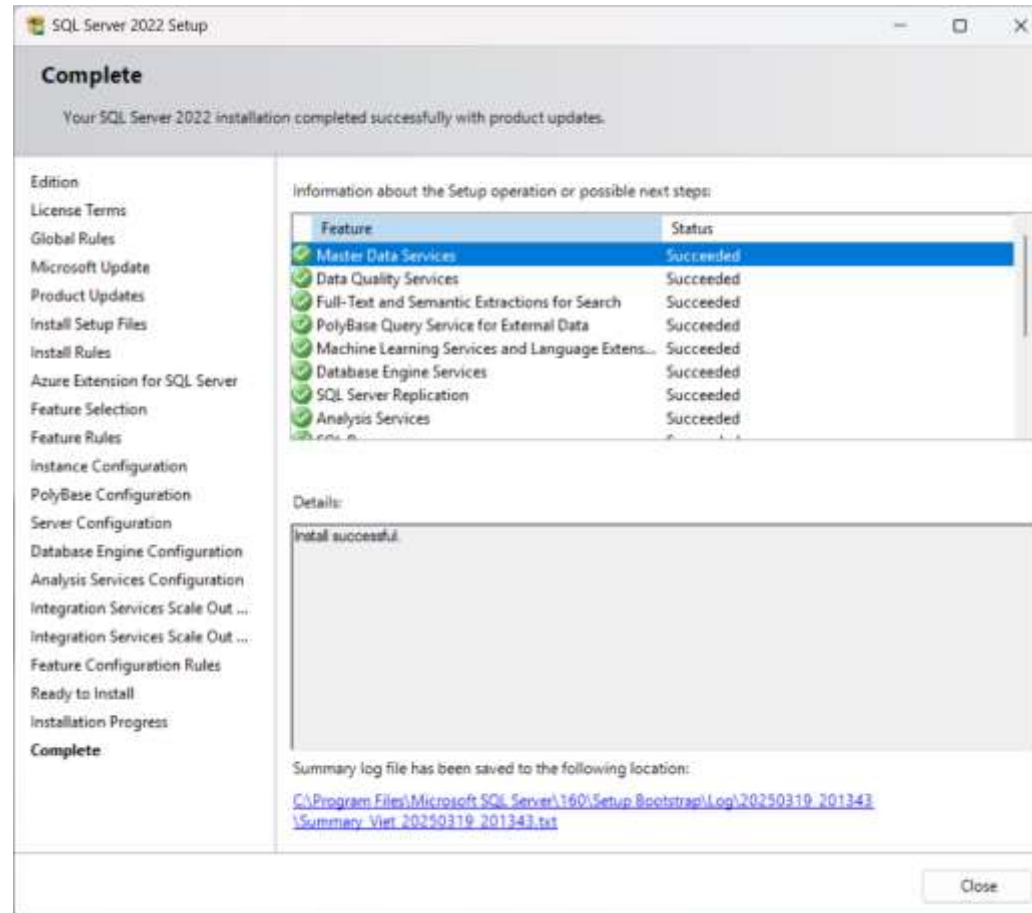 SQL Server 2022 Setup
Complete
Your SQL Server 2022 installation completed successfully with product updates.
Edition
License Terms
Global Rules
Microsoft Update
Product Updates
Install Setup Files
Install Rules
Azure Extension for SQL Server
Feature Selection
Feature Rules
Instance Configuration
PolyBase Configuration
Server Configuration
Database Engine Configuration
Analysis Services Configuration
Integration Services Scale Out ...
Integration Services Scale Out ...
Feature Configuration Rules
Ready to Install
Installation Progress
Complete
Information about the Setup operation or possible next steps:
Feature Status
Master Data Services Succeeded
Data Quality Services Succeeded
Full-Text and Semantic Extractions for Search Succeeded
PolyBase Query Service for External Data Succeeded
Machine Learning Services and Language Extens... Succeeded
Database Engine Services Succeeded
SQL Server Replication Succeeded
Analysis Services Succeeded
Details:
Install successful.
Summary log file has been saved to the following location:
C:\Program Files\Microsoft SQL Server\160\Setup Bootstrap\Log\20250319_201343
\Summary_Viet_20250319_201343.txt
Close